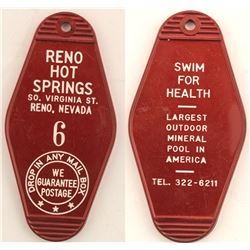 RENO
HOT
SPRINGS
SO. VIRGINIA ST.
RENO, NEVADA
6
DROP IN ANY MAIL BOX
WE
GUARANTEE
POSTAGE
SWIM
FOR
HEALTH
LARGEST
OUTDOOR
MINERAL
POOL IN
AMERICA
TEL. 322-6211